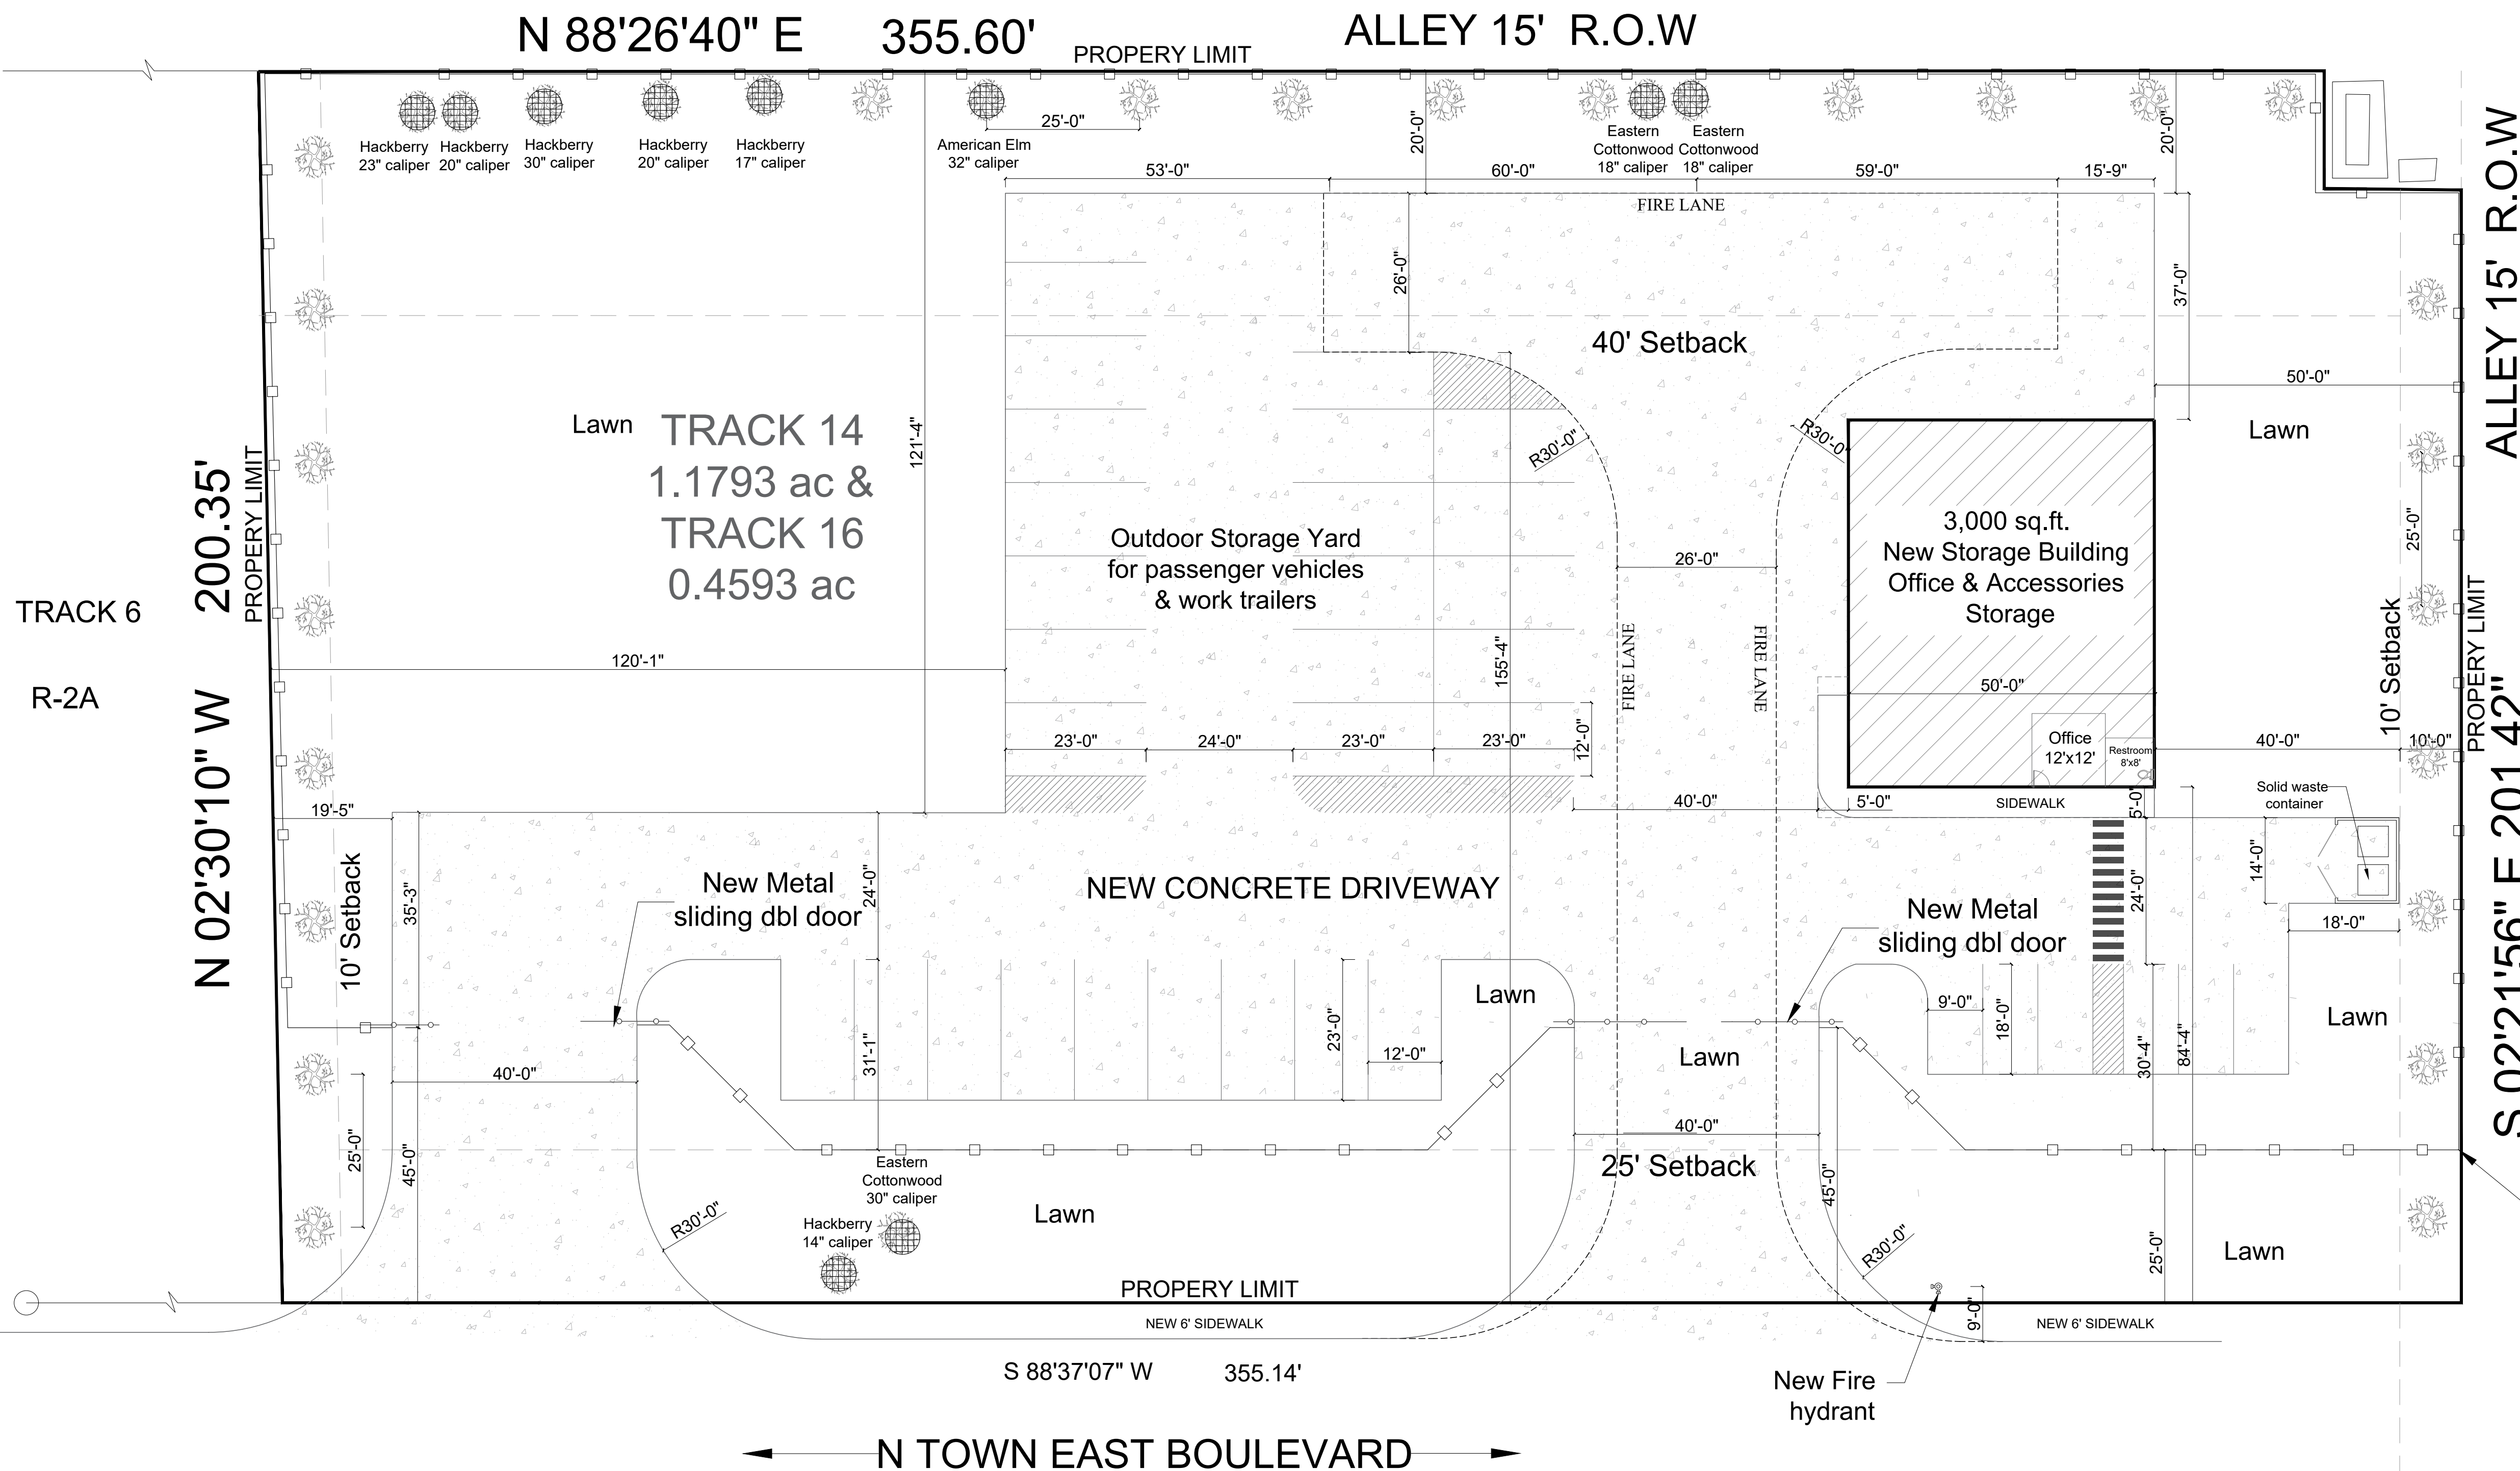 N 88'26'40" E 355.60' ALLEY 15' R.O.W
PROPERY LIMIT
Hackberry
23" caliper
Hackberry
20" caliper
Hackberry
30" caliper
Hackberry
20" caliper
Hackberry
17" caliper
American Elm
32" caliper
25'-0"
Eastern
Cottonwood
18" caliper
Eastern
Cottonwood
18" caliper
20'-0"
20'-0"
53'-0"
60'-0"
59'-0"
15'-9"
FIRE LANE
26'-0"
37'-0"
40' Setback
50'-0"
ALLEY 15' R.O.W
Lawn
TRACK 14
1.1793 ac &
TRACK 16
0.4593 ac
121'-4"
R30'-0"
R30'-0"
Lawn
200.35'
PROPERY LIMIT
TRACK 6
R-2A
N 02'30'10" W
Outdoor Storage Yard
for passenger vehicles
& work trailers
26'-0"
3,000 sq.ft.
New Storage Building
Office & Accessories
Storage
25'-0"
10' Setback
PROPERY LIMIT
120'-1"
155'-4"
FIRE LANE
FIRE LANE
50'-0"
Office
12'x12'
Restroom
8'x8'
23'-0"
24'-0"
23'-0"
23'-0"
12'-0"
40'-0"
10'-0"
19'-5"
40'-0"
5'-0"
SIDEWALK
5'-0"
Solid waste
container
10' Setback
35'-3"
New Metal
sliding dbl door
24'-0"
NEW CONCRETE DRIVEWAY
New Metal
sliding dbl door
24'-0"
14'-0"
18'-0"
S 02'21'56" E 201.42"
Lawn
Lawn
9'-0"
18'-0"
Lawn
31'-1"
23'-0"
12'-0"
30'-4"
84'-4"
40'-0"
25'-0"
45'-0"
40'-0"
25' Setback
45'-0"
Eastern
Cottonwood
30" caliper
Hackberry
14" caliper
Lawn
R30'-0"
R30'-0"
25'-0"
Lawn
PROPERY LIMIT
NEW 6' SIDEWALK
9'-0"
NEW 6' SIDEWALK
S 88'37'07" W 355.14'
New Fire
hydrant
N TOWN EAST BOULEVARD